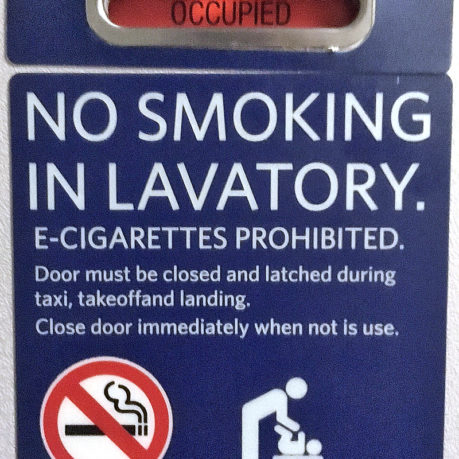 OCCUPIED
NO SMOKING
IN LAVATORY.
E-CIGARETTES PROHIBITED.
Door must be closed and latched during
taxi, takeoffand landing.
Close door immediately when not is use.